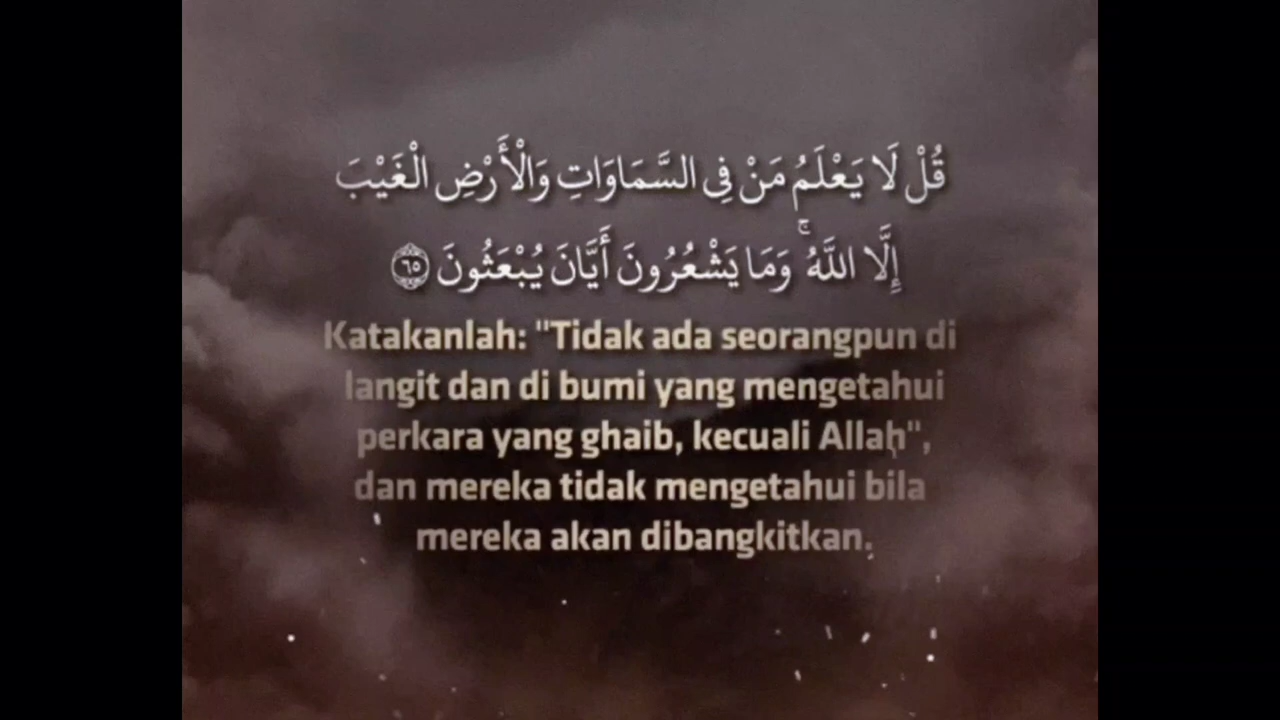 قُلْ لَا يَعْلَمُ مَنْ فِي السَّمَاوَاتِ وَالْأَرْضِ الْغَيْبَ
إِلَّا اللَّهُ ۚ وَمَا يَشْعُرُونَ أَيَّانَ يُبْعَثُونَ ٦٥
Katakanlah: "Tidak ada seorangpun di
langit dan di bumi yang mengetahui
perkara yang ghaib, kecuali Allah",
dan mereka tidak mengetahui bila
mereka akan dibangkitkan.